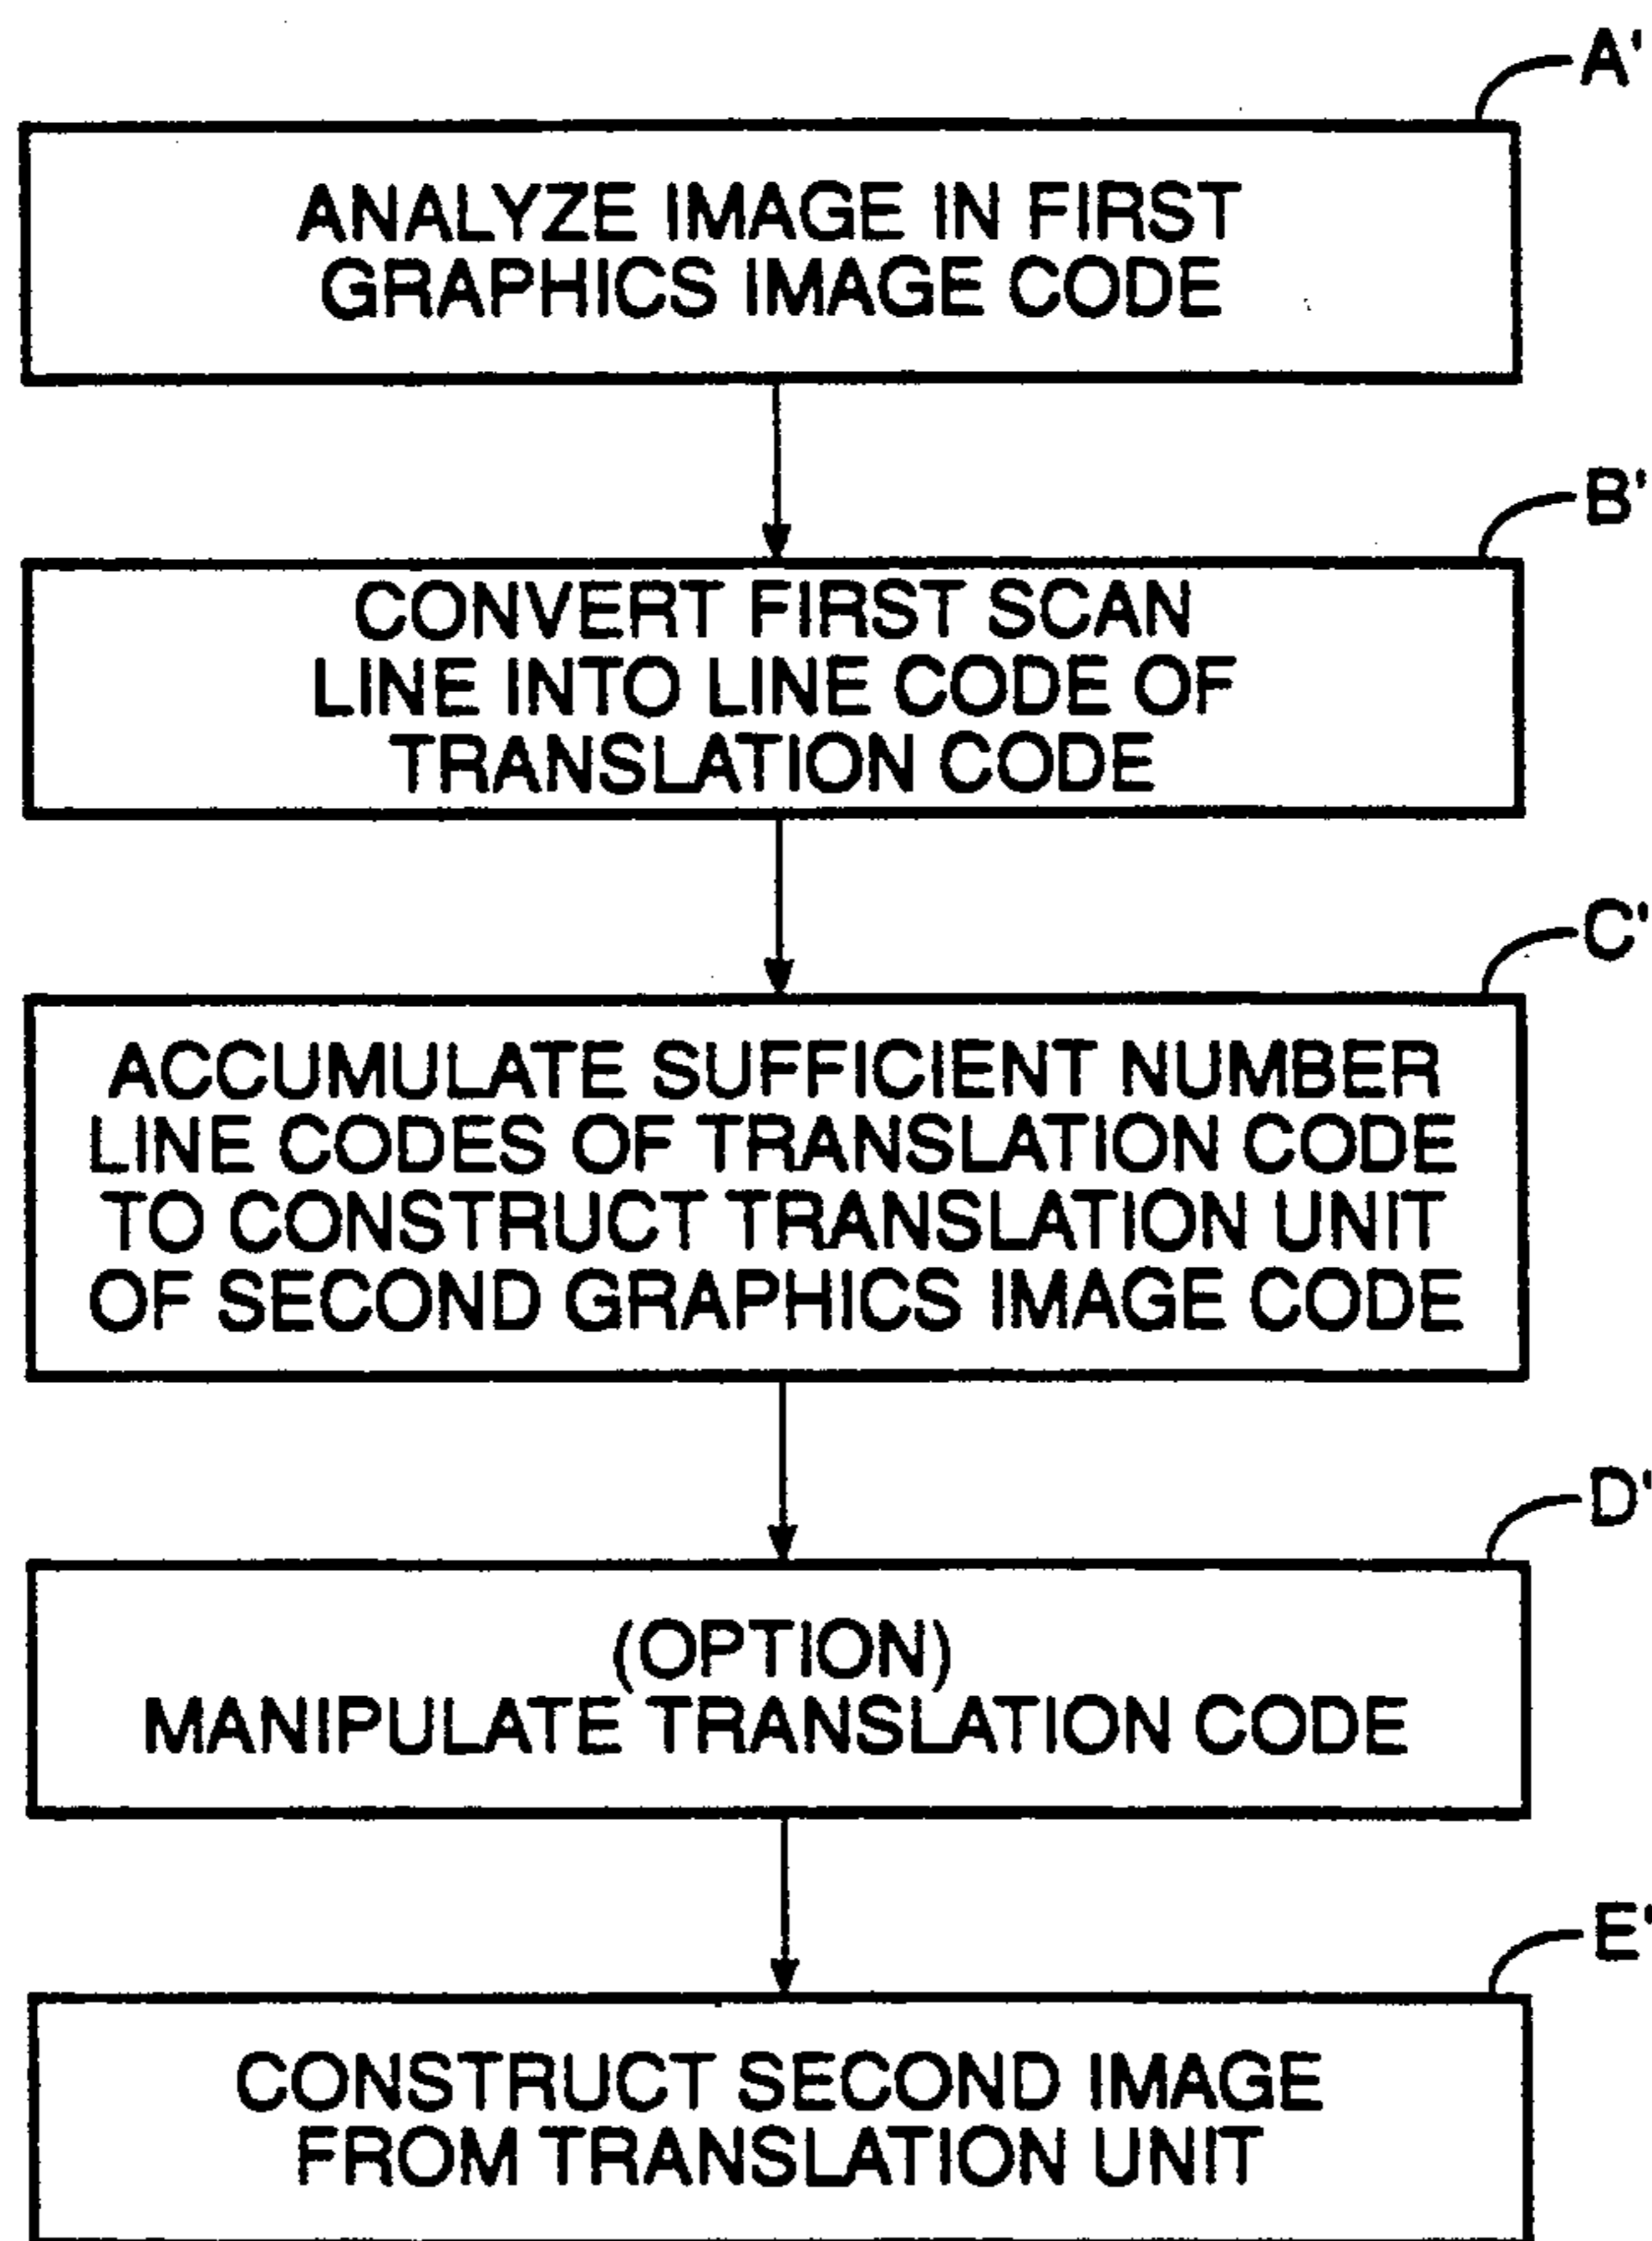 A'
ANALYZE IMAGE IN FIRST
GRAPHICS IMAGE CODE
B'
CONVERT FIRST SCAN
LINE INTO LINE CODE OF
TRANSLATION CODE
C'
ACCUMULATE SUFFICIENT NUMBER
LINE CODES OF TRANSLATION CODE
TO CONSTRUCT TRANSLATION UNIT
OF SECOND GRAPHICS IMAGE CODE
D'
(OPTION)
MANIPULATE TRANSLATION CODE
E'
CONSTRUCT SECOND IMAGE
FROM TRANSLATION UNIT